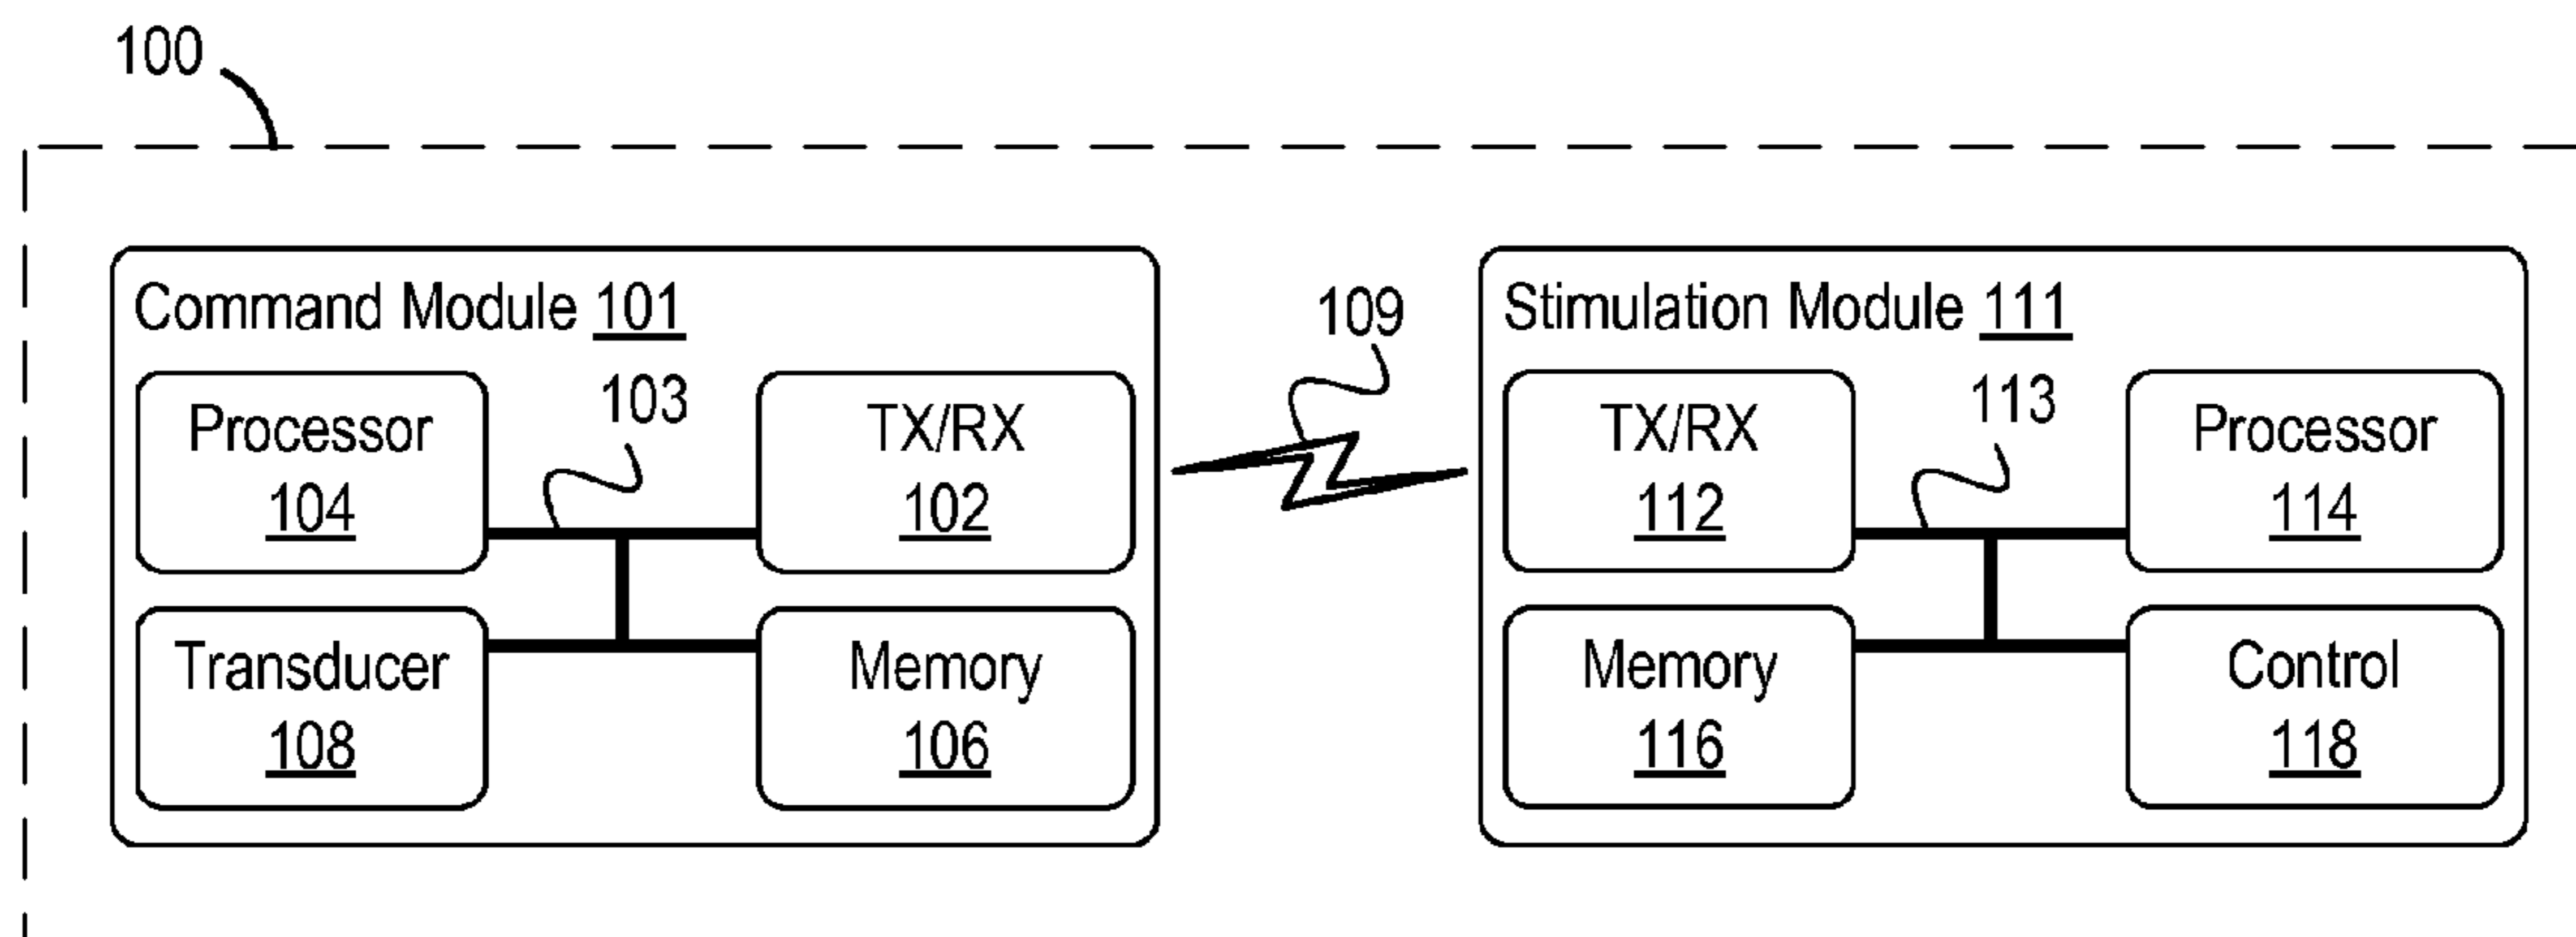 100
Command Module 101
Processor
104
103
TX/RX
102
Transducer
108
Memory
106
109
Stimulation Module 111
TX/RX
112
113
Processor
114
Memory
116
Control
118